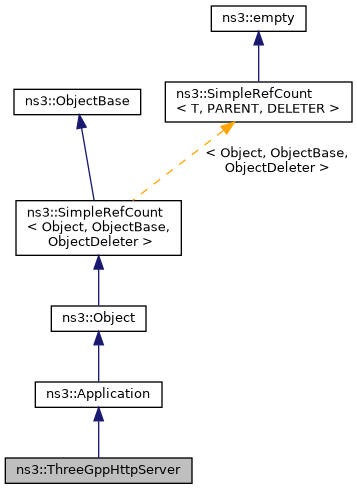 ns3::empty
ns3::SimpleRefCount
< T, PARENT, DELETER >
ns3::ObjectBase
< Object, ObjectBase,
ObjectDeleter >
ns3::SimpleRefCount
< Object, ObjectBase,
ObjectDeleter >
ns3::Object
ns3::Application
ns3::ThreeGppHttpServer